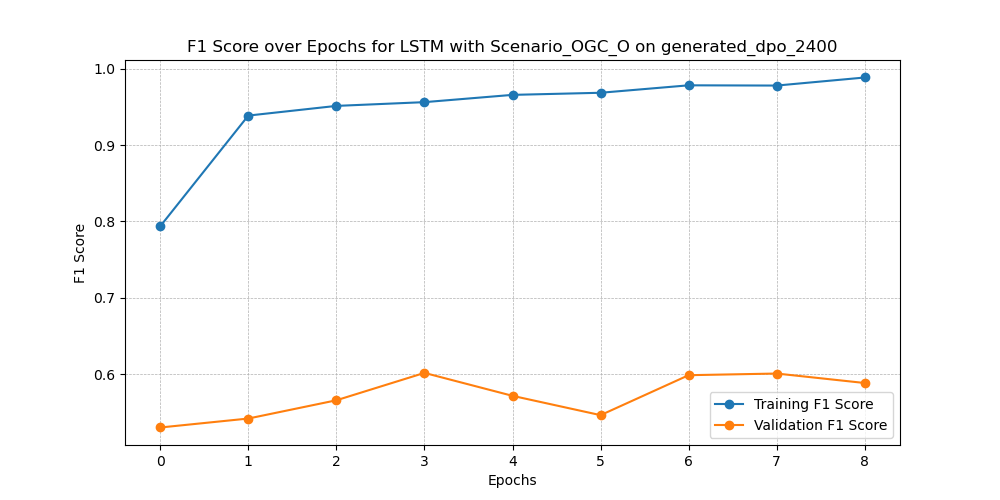 F1 Score over Epochs for LSTM with Scenario_OGC_O on generated_dpo_2400
1.0
0.9
0.8
0.7
0.6
F1 Score
0 1 2 3 4 5 6 7 8
Epochs
Training F1 Score
Validation F1 Score